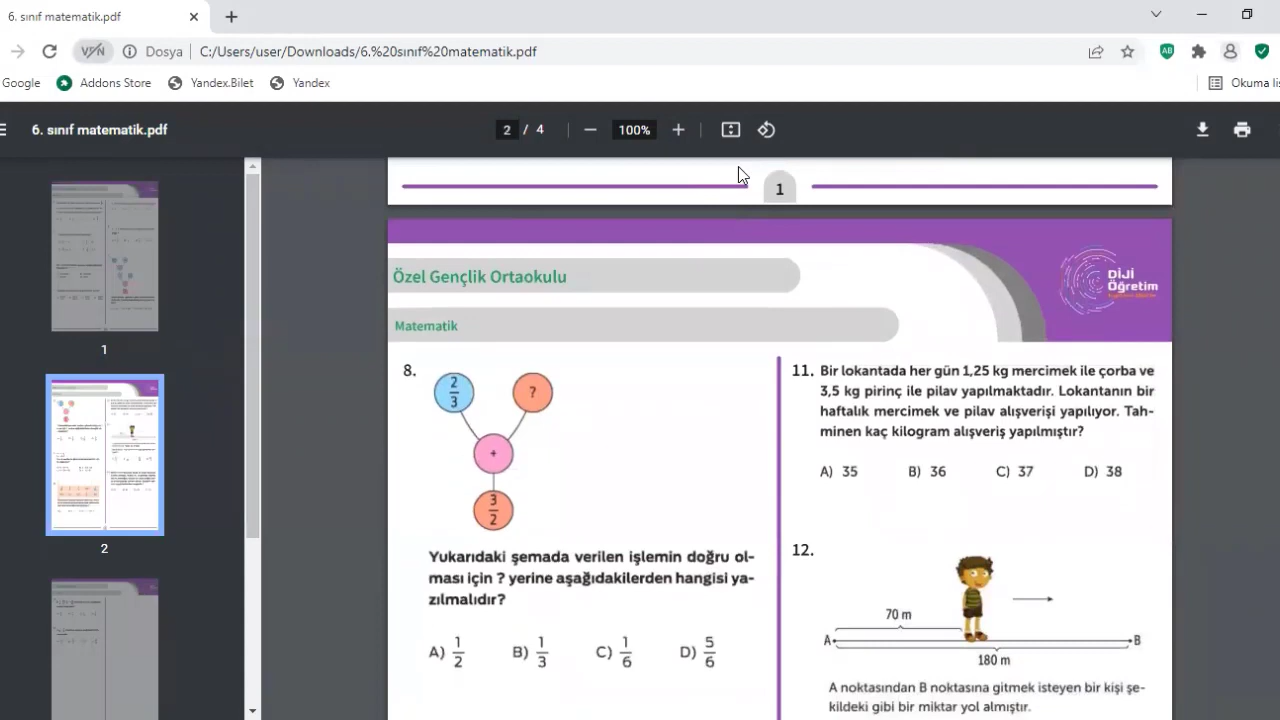 6. sınıf matematik.pdf
VPN Dosya C:/Users/user/Downloads/6.%20sınıf%20matematik.pdf
Google Addons Store Yandex.Bilet Yandex Okuma lis
6. sınıf matematik.pdf 2 / 4 100%
1
2
1
Özel Gençlik Ortaokulu
DİJİ
Öğretim
Matematik
8.
2
3
?
+
3
2
Yukarıdaki şemada verilen işlemin doğru ol-
ması için ? yerine aşağıdakilerden hangisi ya-
zılmalıdır?
A) 1/2 B) 1/3 C) 1/6 D) 5/6
11. Bir lokantada her gün 1,25 kg mercimek ile çorba ve
3,5 kg pirinç ile pilav yapılmaktadır. Lokantanın bir
haftalık mercimek ve pilav alışverişi yapılıyor. Tah-
minen kaç kilogram alışveriş yapılmıştır?
A) 35 B) 36 C) 37 D) 38
12.
70 m
A B
180 m
A noktasından B noktasına gitmek isteyen bir kişi şe-
kildeki gibi bir miktar yol almıştır.